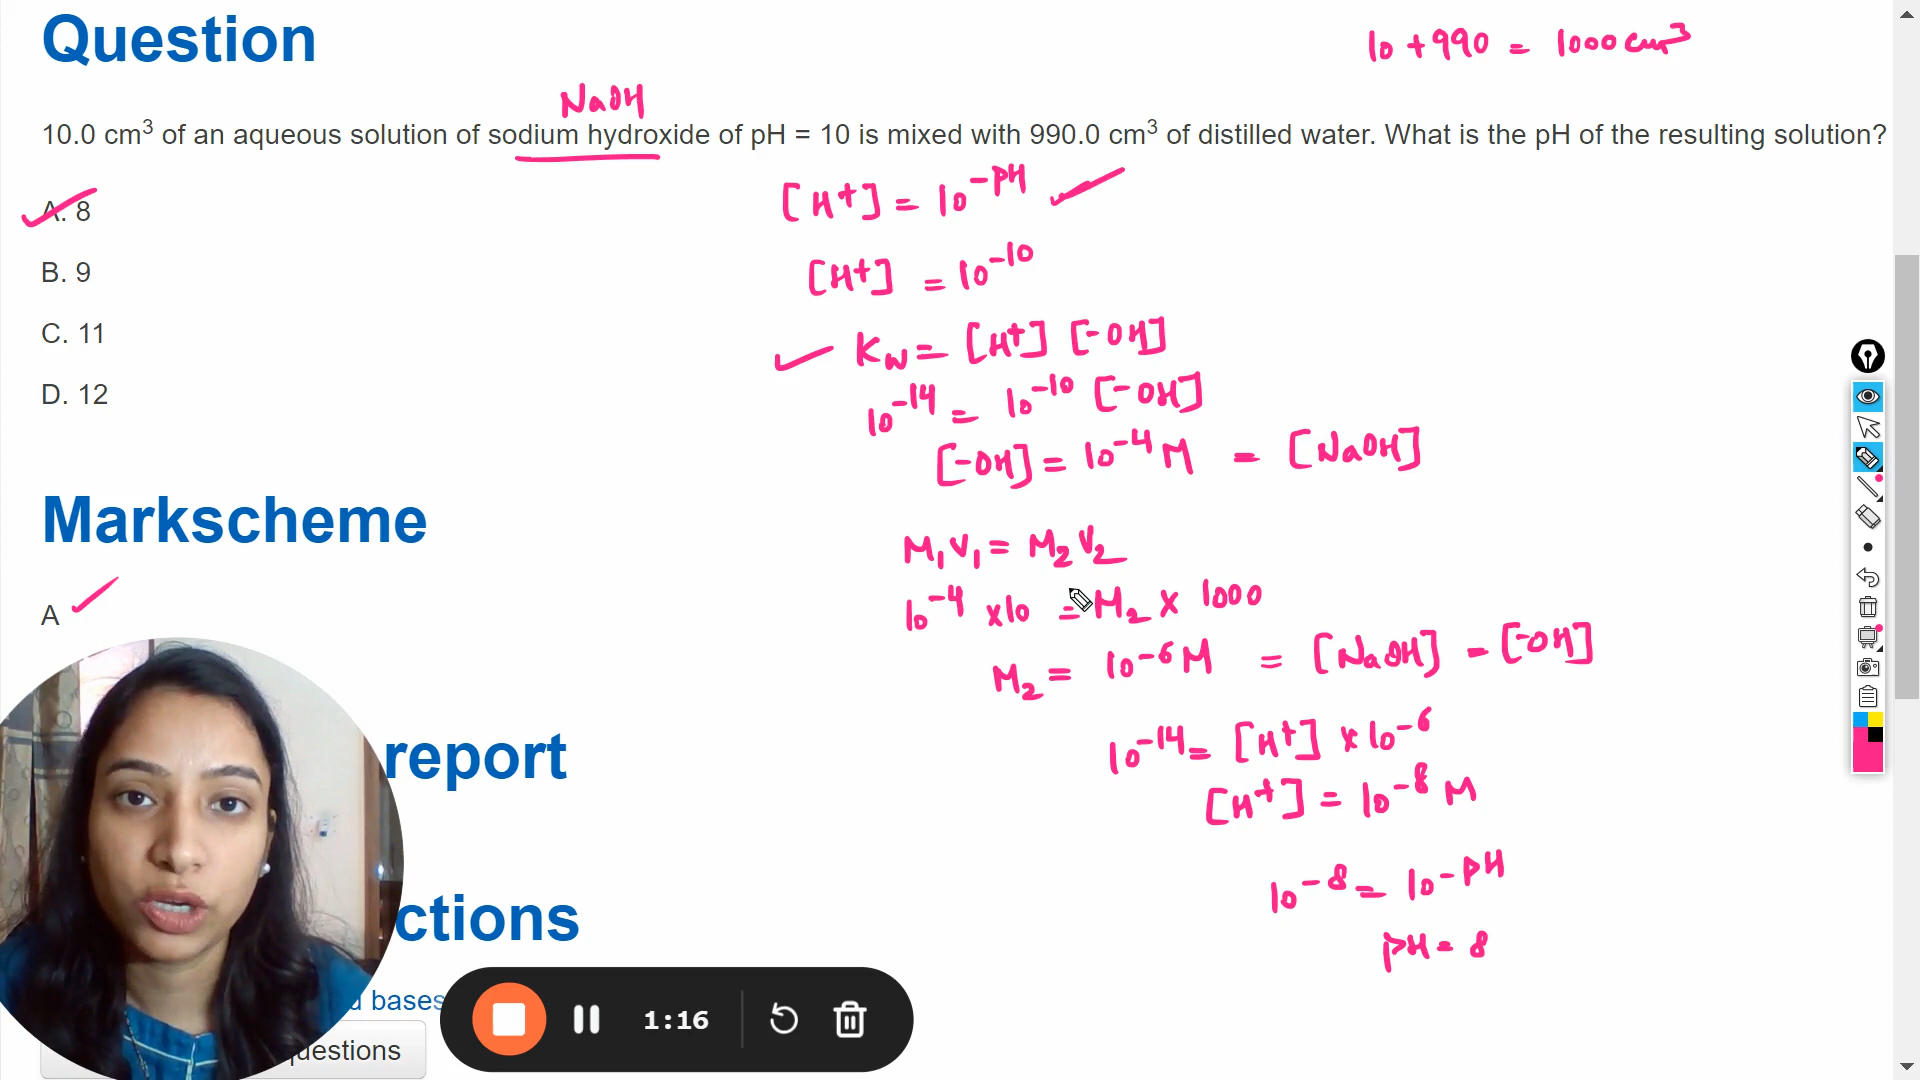 Question
10 + 990 = 1000 cm³
NaOH
10.0 cm³ of an aqueous solution of sodium hydroxide of pH = 10 is mixed with 990.0 cm³ of distilled water. What is the pH of the resulting solution?
A. 8
B. 9
C. 11
D. 12
[H⁺] = 10^-PH
[H⁺] = 10⁻¹⁰
Kw = [H⁺] [⁻OH]
10⁻¹⁴ = 10⁻¹⁰ [⁻OH]
[⁻OH] = 10⁻⁴ M = [NaOH]
M₁V₁ = M₂V₂
10⁻⁴ × 10 = M₂ × 1000
M₂ = 10⁻⁶ M = [NaOH] = [⁻OH]
10⁻¹⁴ = [H⁺] × 10⁻⁶
[H⁺] = 10⁻⁸ M
10⁻⁸ = 10^-PH
PH = 8
Markscheme
A
report
ctions
d bases
questions
1:16